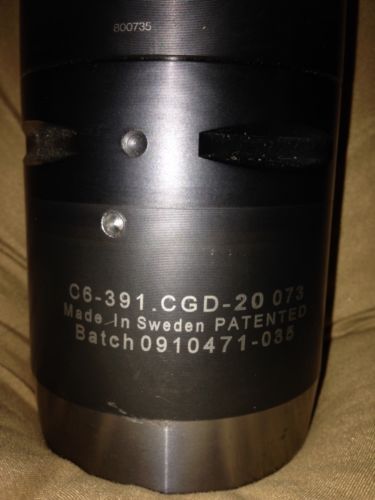 800735
C6-391.CGD-20 073
Made In Sweden PATENTED
Batch 0910471-035